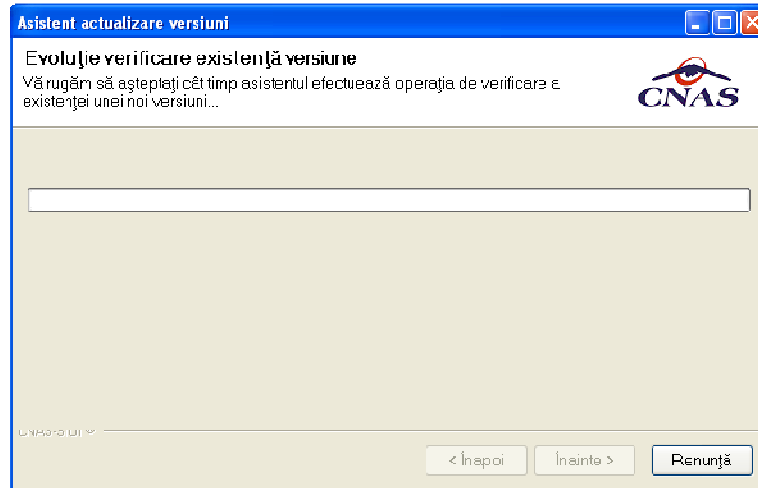 Asistent actualizare versiuni
Evoluţie verificare existenţă versiune
Vă rugăm să aşteptaţi cât timp asistentul efectuează operaţia de verificare a
existenţei unei noi versiuni...
CNAS
< Înapoi
Înainte >
Renunţă